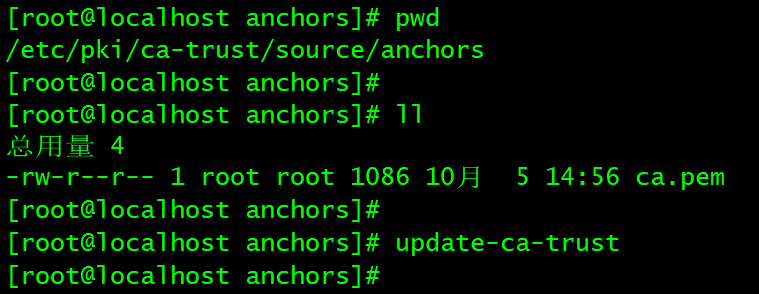 [root@localhost anchors]# pwd
/etc/pki/ca-trust/source/anchors
[root@localhost anchors]#
[root@localhost anchors]# ll
总用量 4
-rw-r--r-- 1 root root 1086 10月  5 14:56 ca.pem
[root@localhost anchors]#
[root@localhost anchors]# update-ca-trust
[root@localhost anchors]#